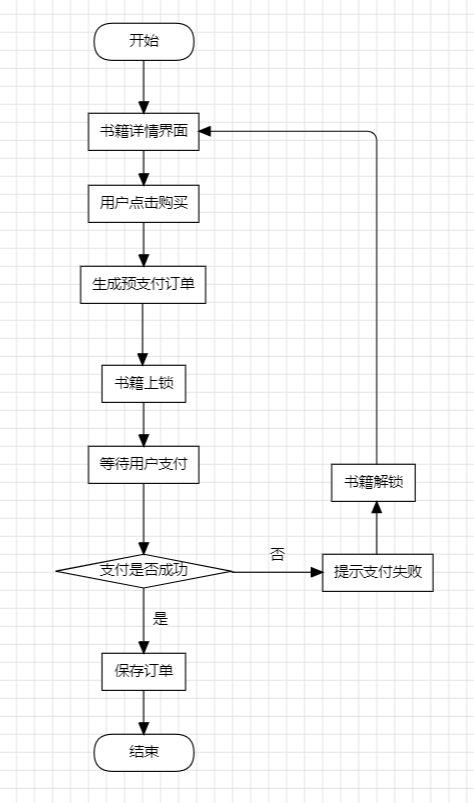 开始
书籍详情界面
用户点击购买
生成预支付订单
书籍上锁
等待用户支付
书籍解锁
支付是否成功
否
提示支付失败
是
保存订单
结束